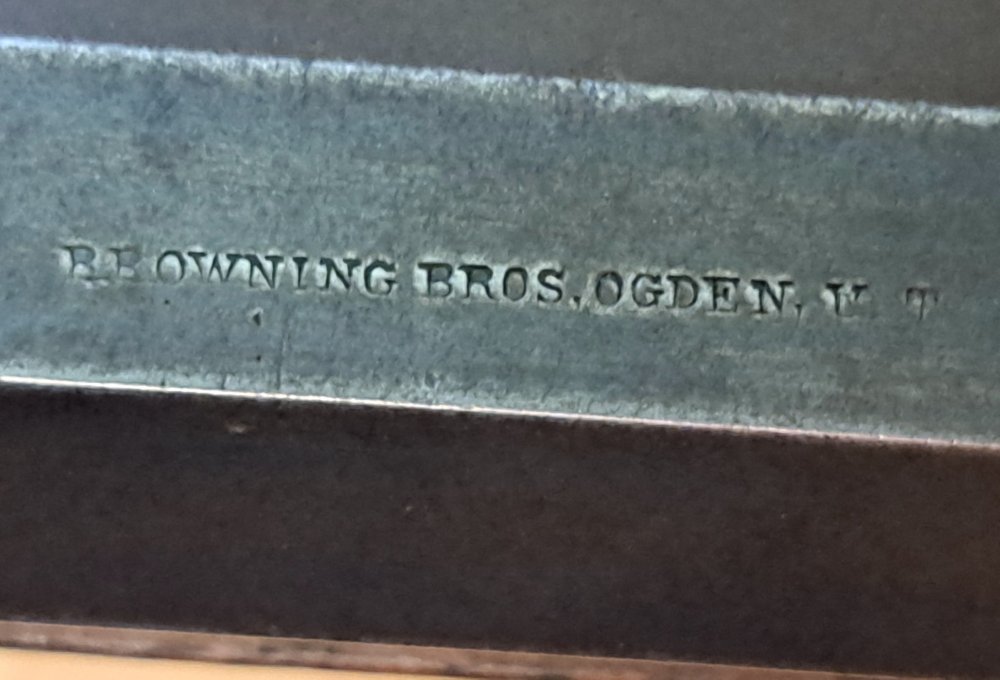 BROWNING BROS. OGDEN, U. T